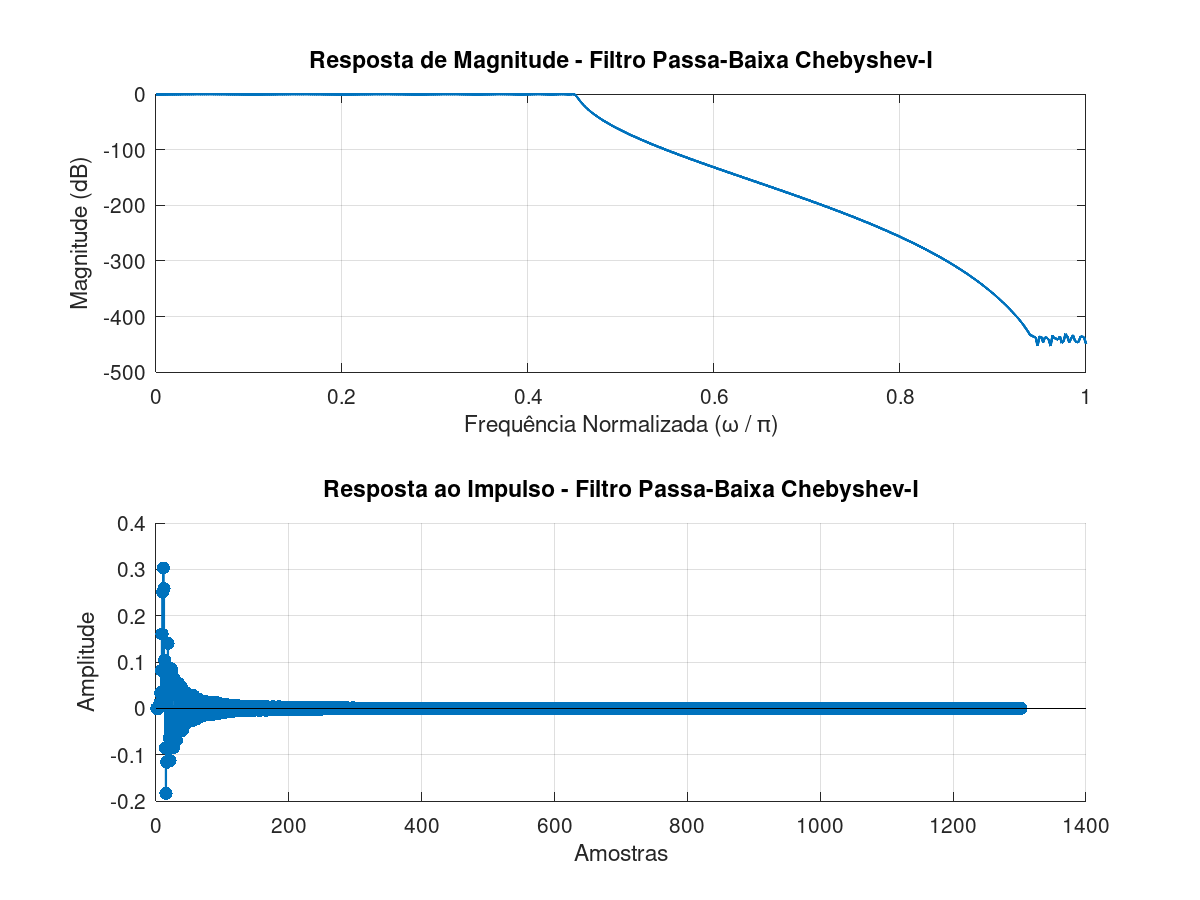 Resposta de Magnitude - Filtro Passa-Baixa Chebyshev-I
0
-100
-200
-300
-400
-500
Magnitude (dB)
0 0.2 0.4 0.6 0.8 1
Frequência Normalizada (ω / π)
Resposta ao Impulso - Filtro Passa-Baixa Chebyshev-I
0.4
0.3
0.2
0.1
0
-0.1
-0.2
Amplitude
0 200 400 600 800 1000 1200 1400
Amostras